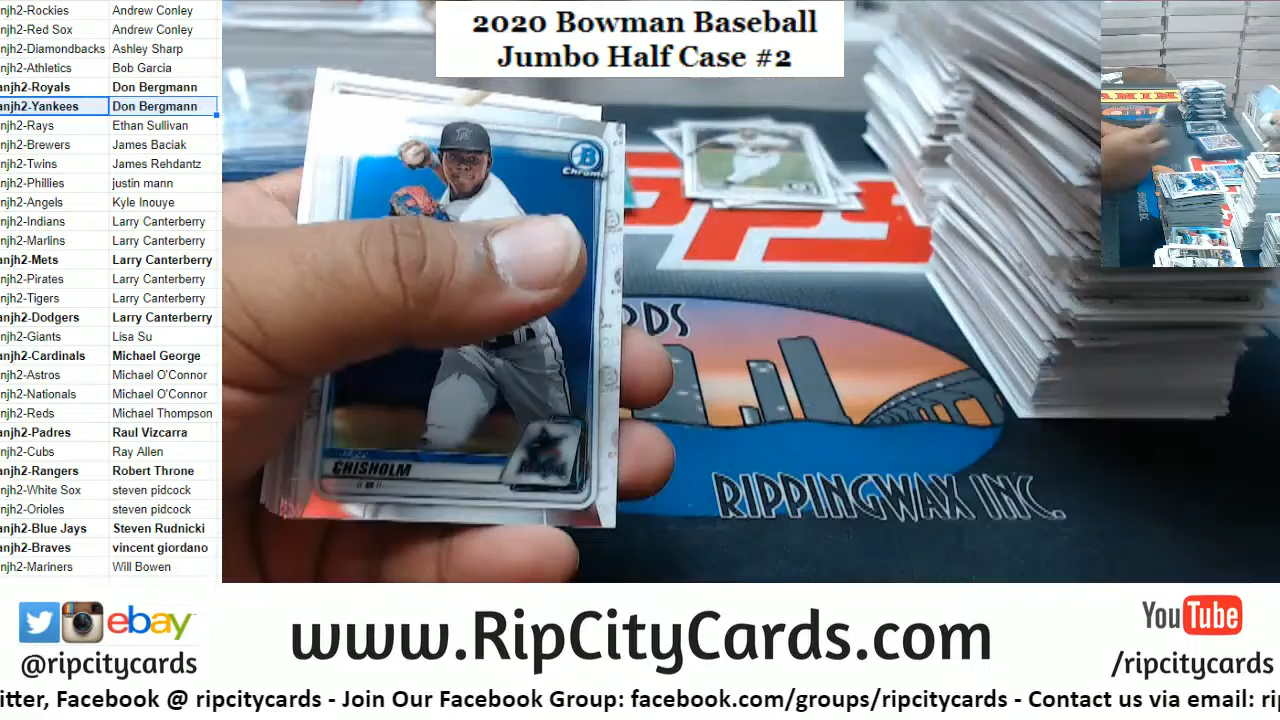 njh2-Rockies Andrew Conley
njh2-Red Sox Andrew Conley
njh2-Diamondbacks Ashley Sharp
njh2-Athletics Bob Garcia
anjh2-Royals Don Bergmann
anjh2-Yankees Don Bergmann
njh2-Rays Ethan Sullivan
njh2-Brewers James Baciak
njh2-Twins James Rehdantz
njh2-Phillies justin mann
njh2-Angels Kyle Inouye
njh2-Indians Larry Canterberry
njh2-Marlins Larry Canterberry
anjh2-Mets Larry Canterberry
njh2-Pirates Larry Canterberry
njh2-Tigers Larry Canterberry
anjh2-Dodgers Larry Canterberry
njh2-Giants Lisa Su
anjh2-Cardinals Michael George
njh2-Astros Michael O'Connor
njh2-Nationals Michael O'Connor
njh2-Reds Michael Thompson
anjh2-Padres Raul Vizcarra
njh2-Cubs Ray Allen
anjh2-Rangers Robert Throne
njh2-White Sox steven pidcock
njh2-Orioles steven pidcock
anjh2-Blue Jays Steven Rudnicki
anjh2-Braves vincent giordano
njh2-Mariners Will Bowen
2020 Bowman Baseball
Jumbo Half Case #2
B
Chrome
CHISHOLM
RDS
RIPPINGWAX INC.
ebay
@ripcitycards
www.RipCityCards.com
YouTube
/ripcitycards
itter, Facebook @ ripcitycards - Join Our Facebook Group: facebook.com/groups/ripcitycards - Contact us via email: rip